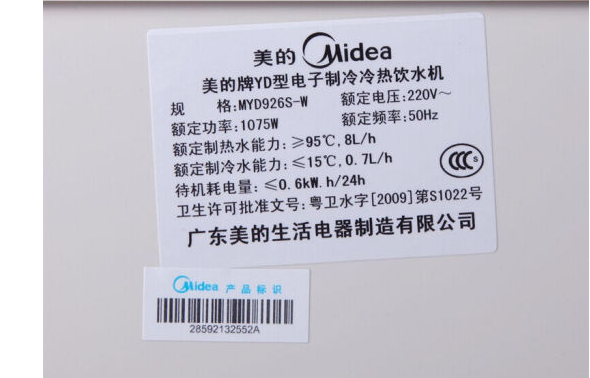 美的 Midea
美的牌YD型电子制冷冷热饮水机
规 格:MYD926S-W 额定电压:220V～
额定功率:1075W 额定频率:50Hz
额定制热水能力:≥95℃,8L/h
额定制冷水能力:≤15℃,0.7L/h
待机耗电量:≤0.6kW.h/24h
CCC S
卫生许可批准文号:粤卫水字[2009]第S1022号
广东美的生活电器制造有限公司
Midea 产品标识
28592132552A